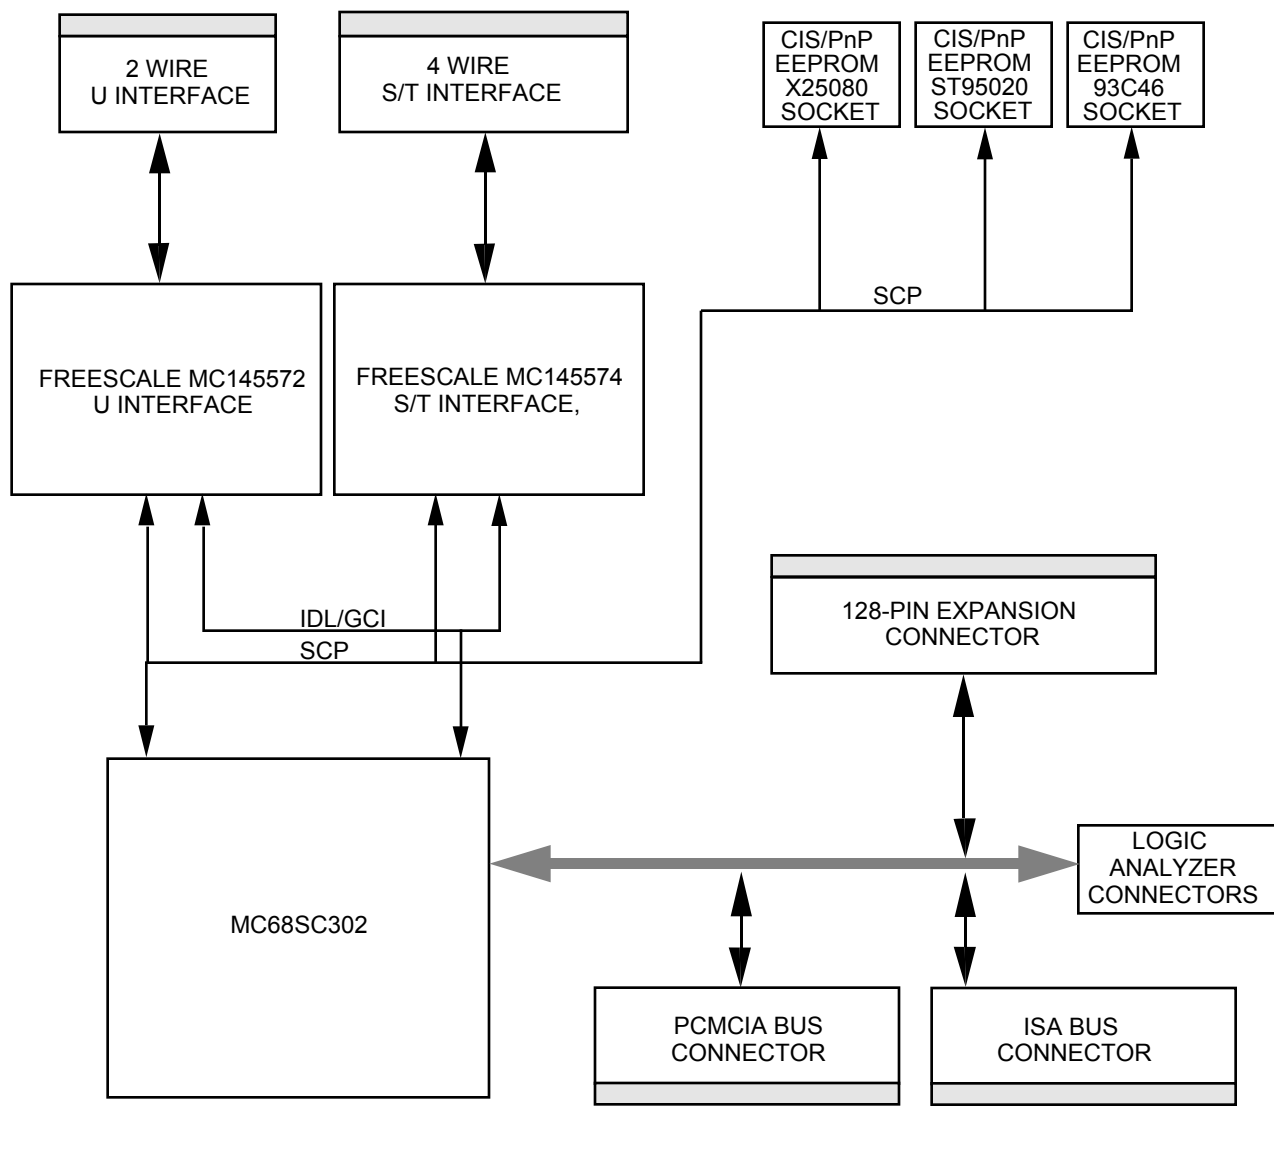 2 WIRE
U INTERFACE
4 WIRE
S/T INTERFACE
CIS/PnP
EEPROM
X25080
SOCKET
CIS/PnP
EEPROM
ST95020
SOCKET
CIS/PnP
EEPROM
93C46
SOCKET
SCP
FREESCALE MC145572
U INTERFACE
FREESCALE MC145574
S/T INTERFACE,
IDL/GCI
SCP
128-PIN EXPANSION
CONNECTOR
LOGIC
ANALYZER
CONNECTORS
MC68SC302
PCMCIA BUS
CONNECTOR
ISA BUS
CONNECTOR